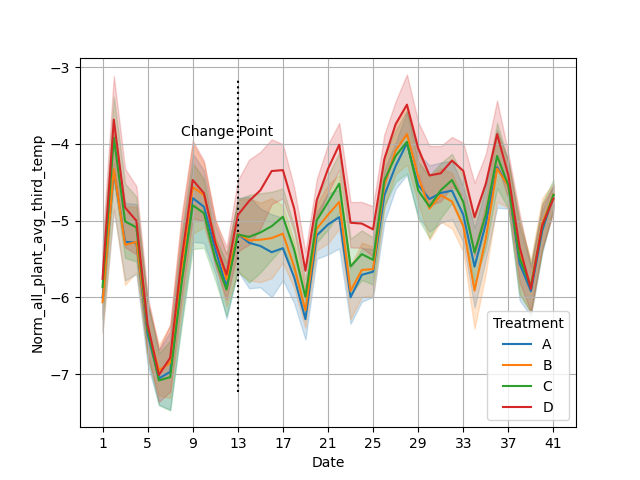 −3
−4
−5
−6
−7
Norm_all_plant_avg_third_temp
Change Point
Treatment
A
B
C
D
1 5 9 13 17 21 25 29 33 37 41
Date